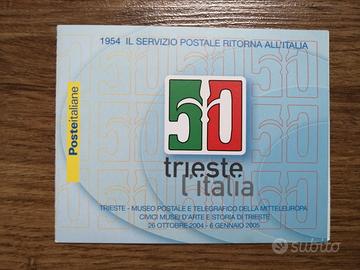 1954 IL SERVIZIO POSTALE RITORNA ALL'ITALIA
Posteitaliane
50
trieste
l'italia
TRIESTE - MUSEO POSTALE E TELEGRAFICO DELLA MITTELEUROPA
CIVICI MUSEI D'ARTE E STORIA DI TRIESTE
26 OTTOBRE 2004 - 6 GENNAIO 2005
subito